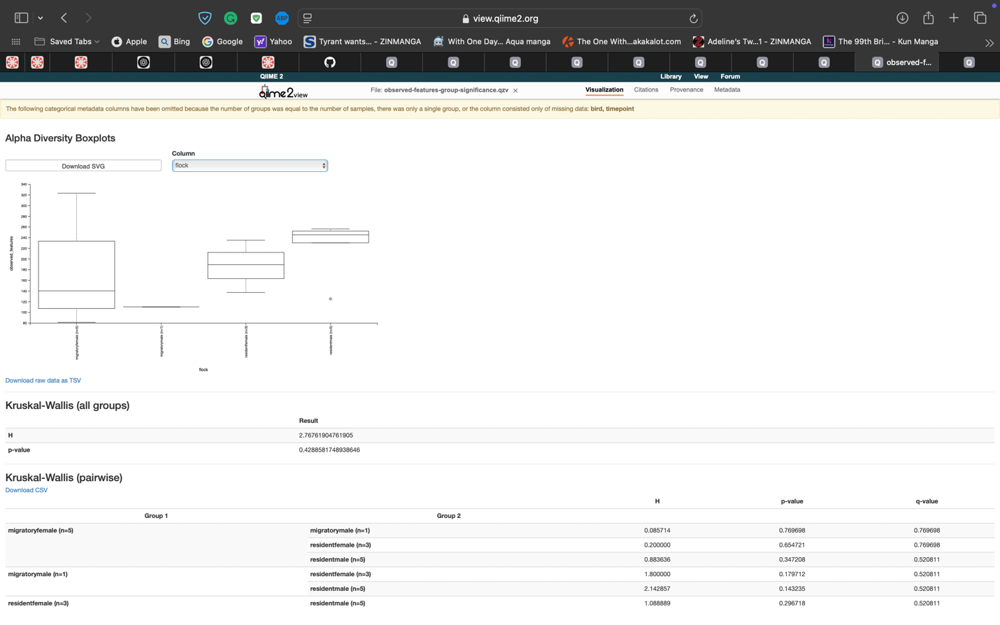 view.qiime2.org
Saved Tabs
Apple
Bing
Google
Yahoo
Tyrant wants... - ZINMANGA
With One Day... Aqua manga
The One With...akakalot.com
Adeline's Tw...1 - ZINMANGA
The 99th Bri... - Kun Manga
observed-f...
QIIME 2
Library View Forum
qiime2view
File: observed-features-group-significance.qzv ×
Visualization Citations Provenance Metadata
The following categorical metadata columns have been omitted because the number of groups was equal to the number of samples, there was only a single group, or the column consisted only of missing data: bird, timepoint
Alpha Diversity Boxplots
Column
Download SVG
flock
340
320
300
280
260
240
220
200
180
160
140
120
100
80
observed_features
migratoryfemale (n=5)
migratorymale (n=1)
residentfemale (n=3)
residentmale (n=5)
flock
Download raw data as TSV
Kruskal-Wallis (all groups)
Result
H 2.76761904761905
p-value 0.4288581748938646
Kruskal-Wallis (pairwise)
Download CSV
H p-value q-value
Group 1 Group 2
migratoryfemale (n=5) migratorymale (n=1) 0.085714 0.769698 0.769698
residentfemale (n=3) 0.200000 0.654721 0.769698
residentmale (n=5) 0.883636 0.347208 0.520811
migratorymale (n=1) residentfemale (n=3) 1.800000 0.179712 0.520811
residentmale (n=5) 2.142857 0.143235 0.520811
residentfemale (n=3) residentmale (n=5) 1.088889 0.296718 0.520811